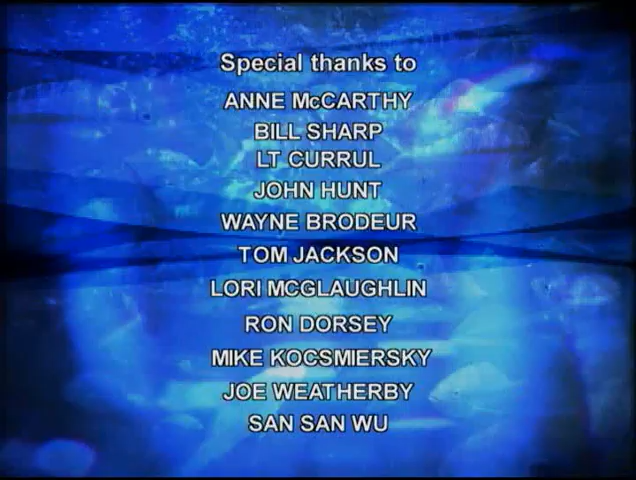 Special thanks to
ANNE McCARTHY
BILL SHARP
LT CURRUL
JOHN HUNT
WAYNE BRODEUR
TOM JACKSON
LORI MCGLAUGHLIN
RON DORSEY
MIKE KOCSMIERSKY
JOE WEATHERBY
SAN SAN WU